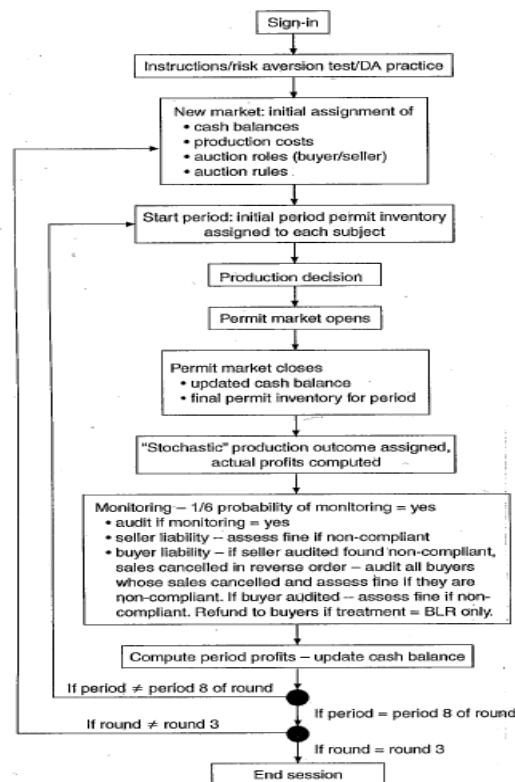 Sign-in
Instructions/risk aversion test/DA practice
New market: initial assignment of
• cash balances
• production costs
• auction roles (buyer/seller)
• auction rules
Start period: initial period permit inventory
assigned to each subject
Production decision
Permit market opens
Permit market closes
• updated cash balance
• final permit inventory for period
"Stochastic" production outcome assigned,
actual profits computed
Monitoring – 1/6 probability of monitoring = yes
• audit if monitoring = yes
• seller liability – assess fine if non-compliant
• buyer liability – if seller audited found non-compliant,
sales cancelled in reverse order – audit all buyers
whose sales cancelled and assess fine if they are
non-compliant. If buyer audited – assess fine if non-
compliant. Refund to buyers if treatment = BLR only.
Compute period profits – update cash balance
If period ≠ period 8 of round
If period = period 8 of round
If round ≠ round 3
If round = round 3
End session